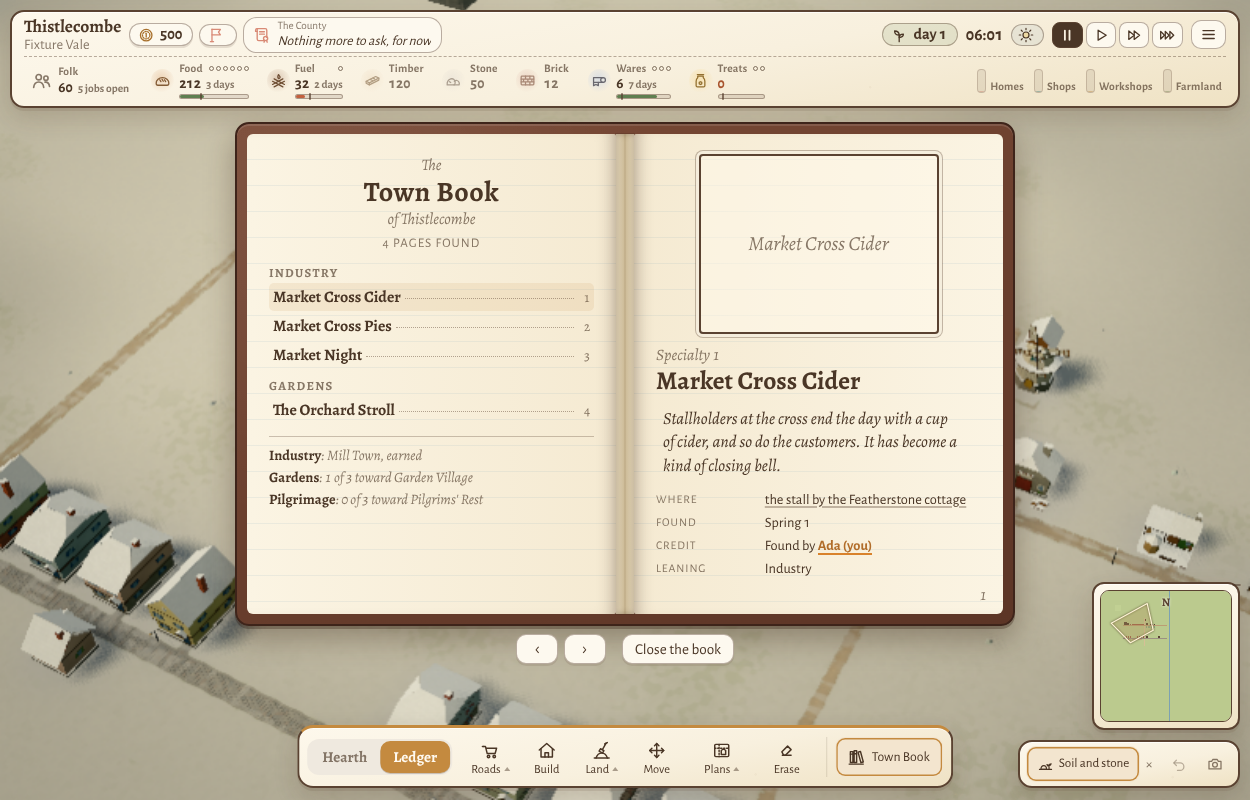 Thistlecombe
Fixture Vale
500
The County
Nothing more to ask, for now
day 1
06:01
Folk
60 5 jobs open
Food
212 3 days
Fuel
32 2 days
Timber
120
Stone
50
Brick
12
Wares
6 7 days
Treats
0
Homes
Shops
Workshops
Farmland
The
Town Book
of Thistlecombe
4 PAGES FOUND
INDUSTRY
Market Cross Cider 1
Market Cross Pies 2
Market Night 3
GARDENS
The Orchard Stroll 4
Industry: Mill Town, earned
Gardens: 1 of 3 toward Garden Village
Pilgrimage: 0 of 3 toward Pilgrims' Rest
Market Cross Cider
Specialty 1
Market Cross Cider
Stallholders at the cross end the day with a cup
of cider, and so do the customers. It has become a
kind of closing bell.
WHERE the stall by the Featherstone cottage
FOUND Spring 1
CREDIT Found by Ada (you)
LEANING Industry
1
‹ › Close the book
N
Hearth
Ledger
Roads
Build
Land
Move
Plans
Erase
Town Book
Soil and stone ×